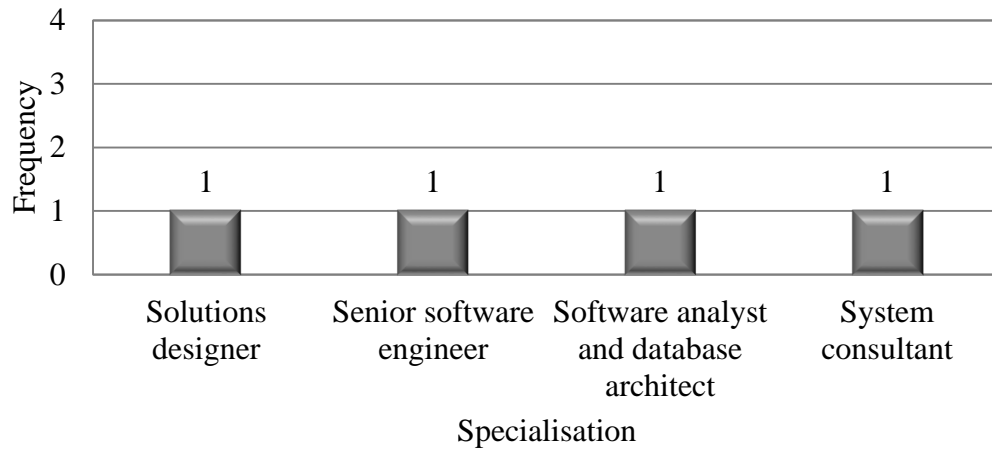 4
3
2
1
0
Frequency
1
1
1
1
Solutions
designer
Senior software
engineer
Software analyst
and database
architect
System
consultant
Specialisation